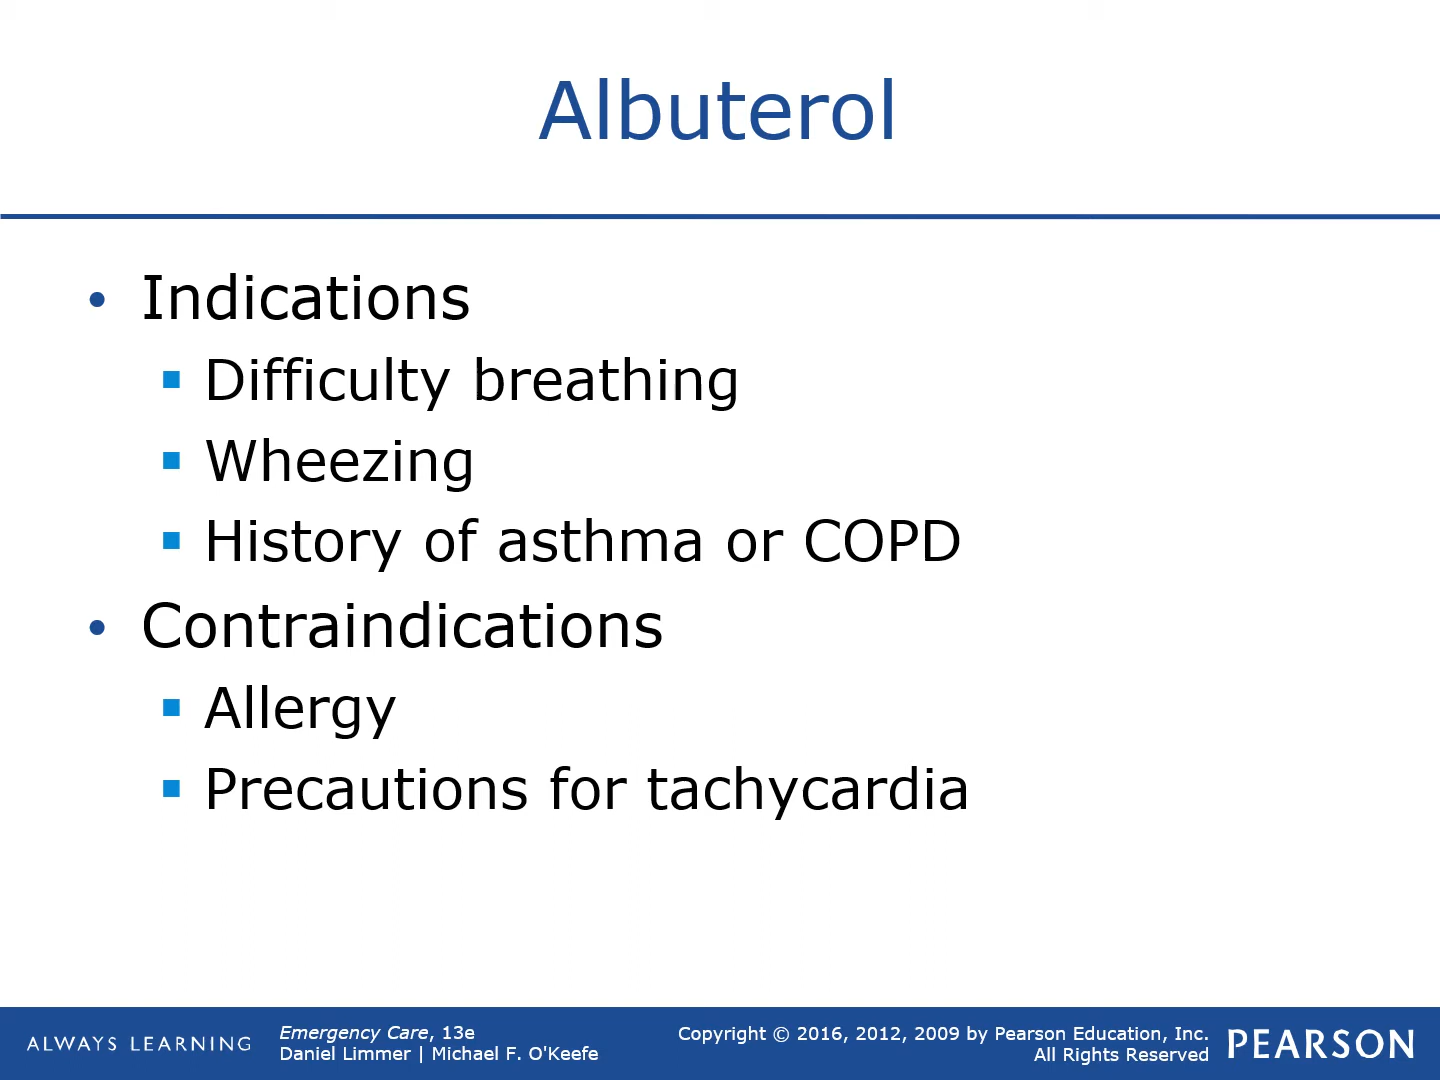 Albuterol
• Indications
▪ Difficulty breathing
▪ Wheezing
▪ History of asthma or COPD
• Contraindications
▪ Allergy
▪ Precautions for tachycardia
ALWAYS LEARNING
Emergency Care, 13e
Daniel Limmer | Michael F. O'Keefe
Copyright © 2016, 2012, 2009 by Pearson Education, Inc.
All Rights Reserved
PEARSON